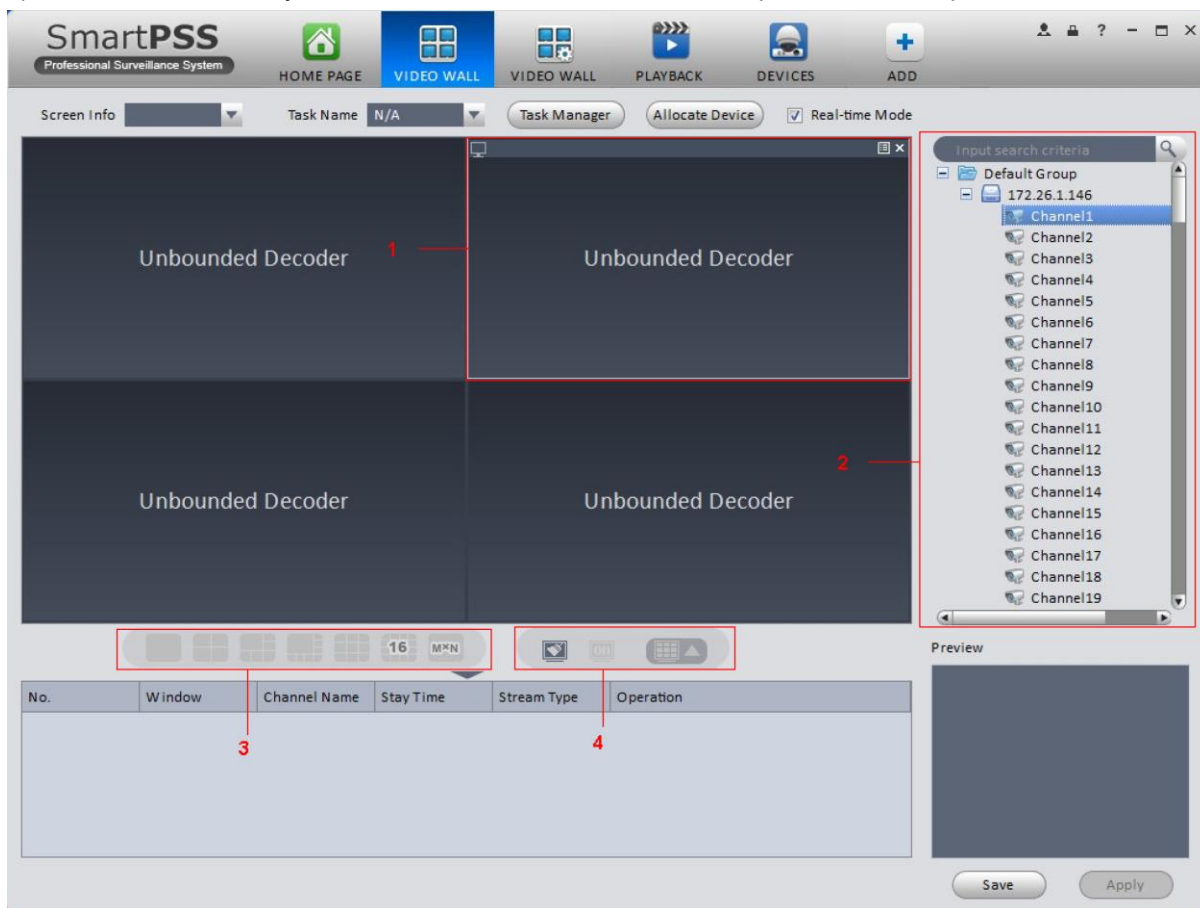 SmartPSS
Professional Surveillance System
HOME PAGE
VIDEO WALL
VIDEO WALL
PLAYBACK
DEVICES
ADD
Screen Info
Task Name N/A
Task Manager
Allocate Device
Real-time Mode
Unbounded Decoder
1
Unbounded Decoder
Unbounded Decoder
Unbounded Decoder
Input search criteria
Default Group
172.26.1.146
Channel1
Channel2
Channel3
Channel4
Channel5
Channel6
Channel7
Channel8
Channel9
Channel10
Channel11
2
Channel12
Channel13
Channel14
Channel15
Channel16
Channel17
Channel18
Channel19
16
M×N
3
4
No. Window Channel Name Stay Time Stream Type Operation
Preview
Save
Apply